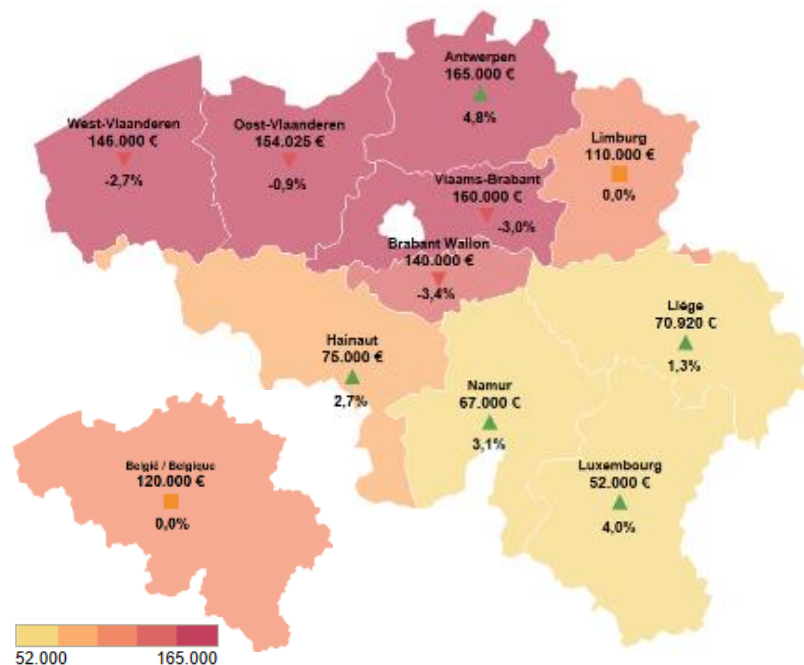 Antwerpen
165.000 €
4,8%
West-Vlaanderen
146.000 €
-2,7%
Oost-Vlaanderen
154.025 €
-0,9%
Limburg
110.000 €
0,0%
Vlaams-Brabant
160.000 €
-3,0%
Brabant Wallon
140.000 €
-3,4%
Liège
70.920 €
1,3%
Hainaut
75.000 €
2,7%
Namur
67.000 €
3,1%
Luxembourg
52.000 €
4,0%
België / Belgique
120.000 €
0,0%
52.000 165.000